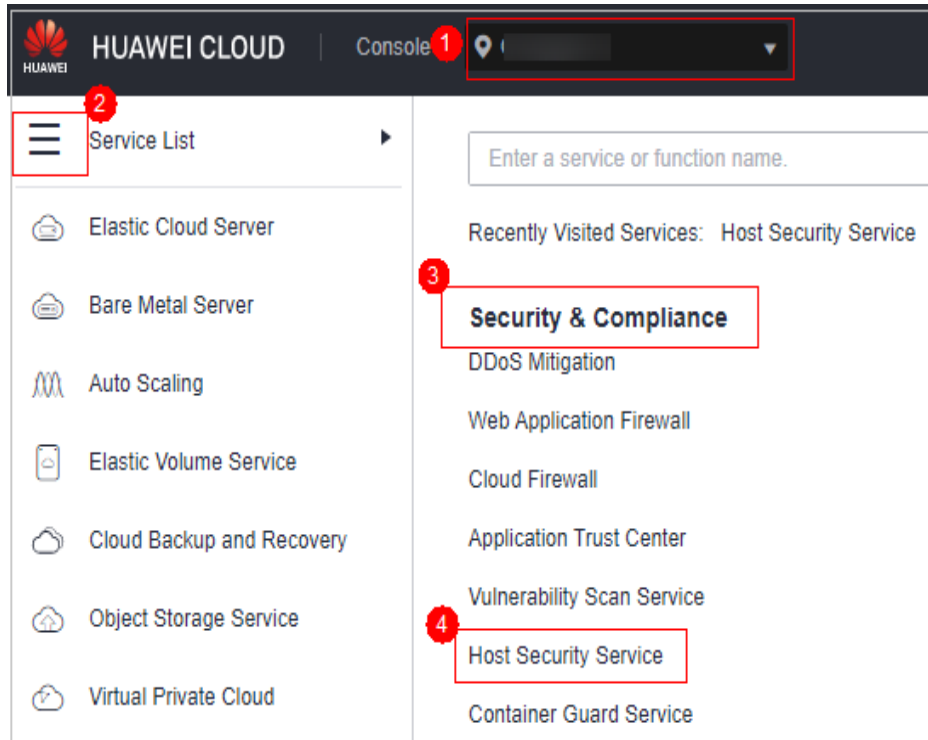 HUAWEI
HUAWEI CLOUD
Console
1
2
Service List
Enter a service or function name.
Elastic Cloud Server
Bare Metal Server
Auto Scaling
Elastic Volume Service
Cloud Backup and Recovery
Object Storage Service
Virtual Private Cloud
Recently Visited Services: Host Security Service
3
Security & Compliance
DDoS Mitigation
Web Application Firewall
Cloud Firewall
Application Trust Center
Vulnerability Scan Service
4
Host Security Service
Container Guard Service